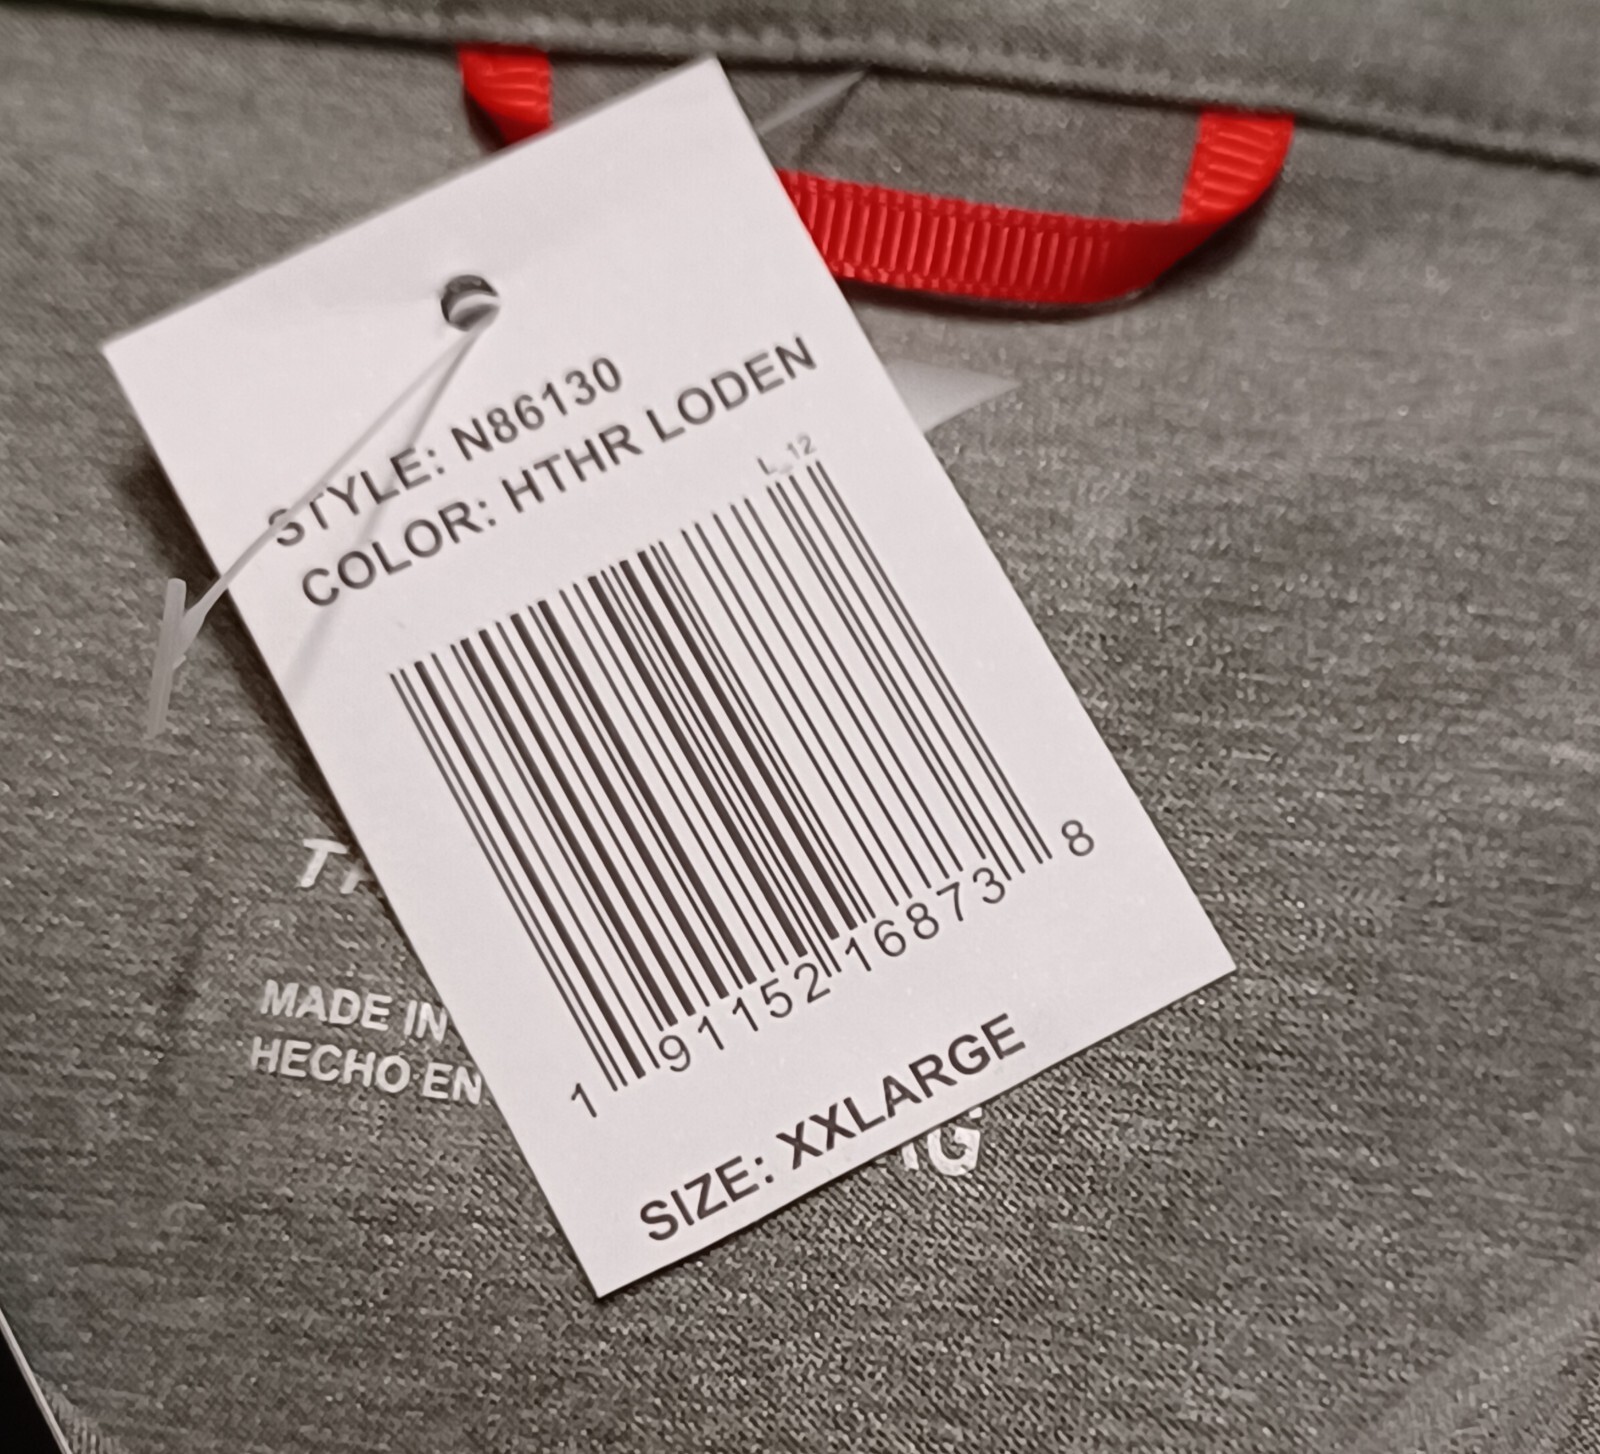 STYLE: N86130
COLOR: HTHR LODEN
L_12
1 91152 16873 8
SIZE: XXLARGE
MADE IN
HECHO EN